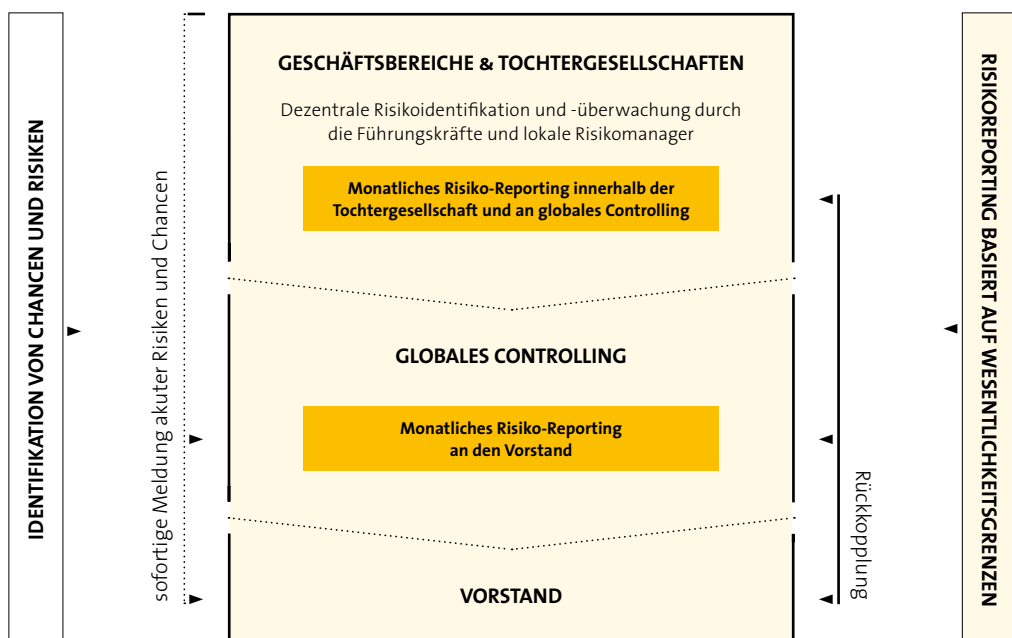 IDENTIFIKATION VON CHANCEN UND RISIKEN
sofortige Meldung akuter Risiken und Chancen
GESCHÄFTSBEREICHE & TOCHTERGESELLSCHAFTEN
Dezentrale Risikoidentifikation und -überwachung durch
die Führungskräfte und lokale Risikomanager
Monatliches Risiko-Reporting innerhalb der
Tochtergesellschaft und an globales Controlling
GLOBALES CONTROLLING
Monatliches Risiko-Reporting
an den Vorstand
VORSTAND
Rückkopplung
RISIKOREPORTING BASIERT AUF WESENTLICHKEITSGRENZEN